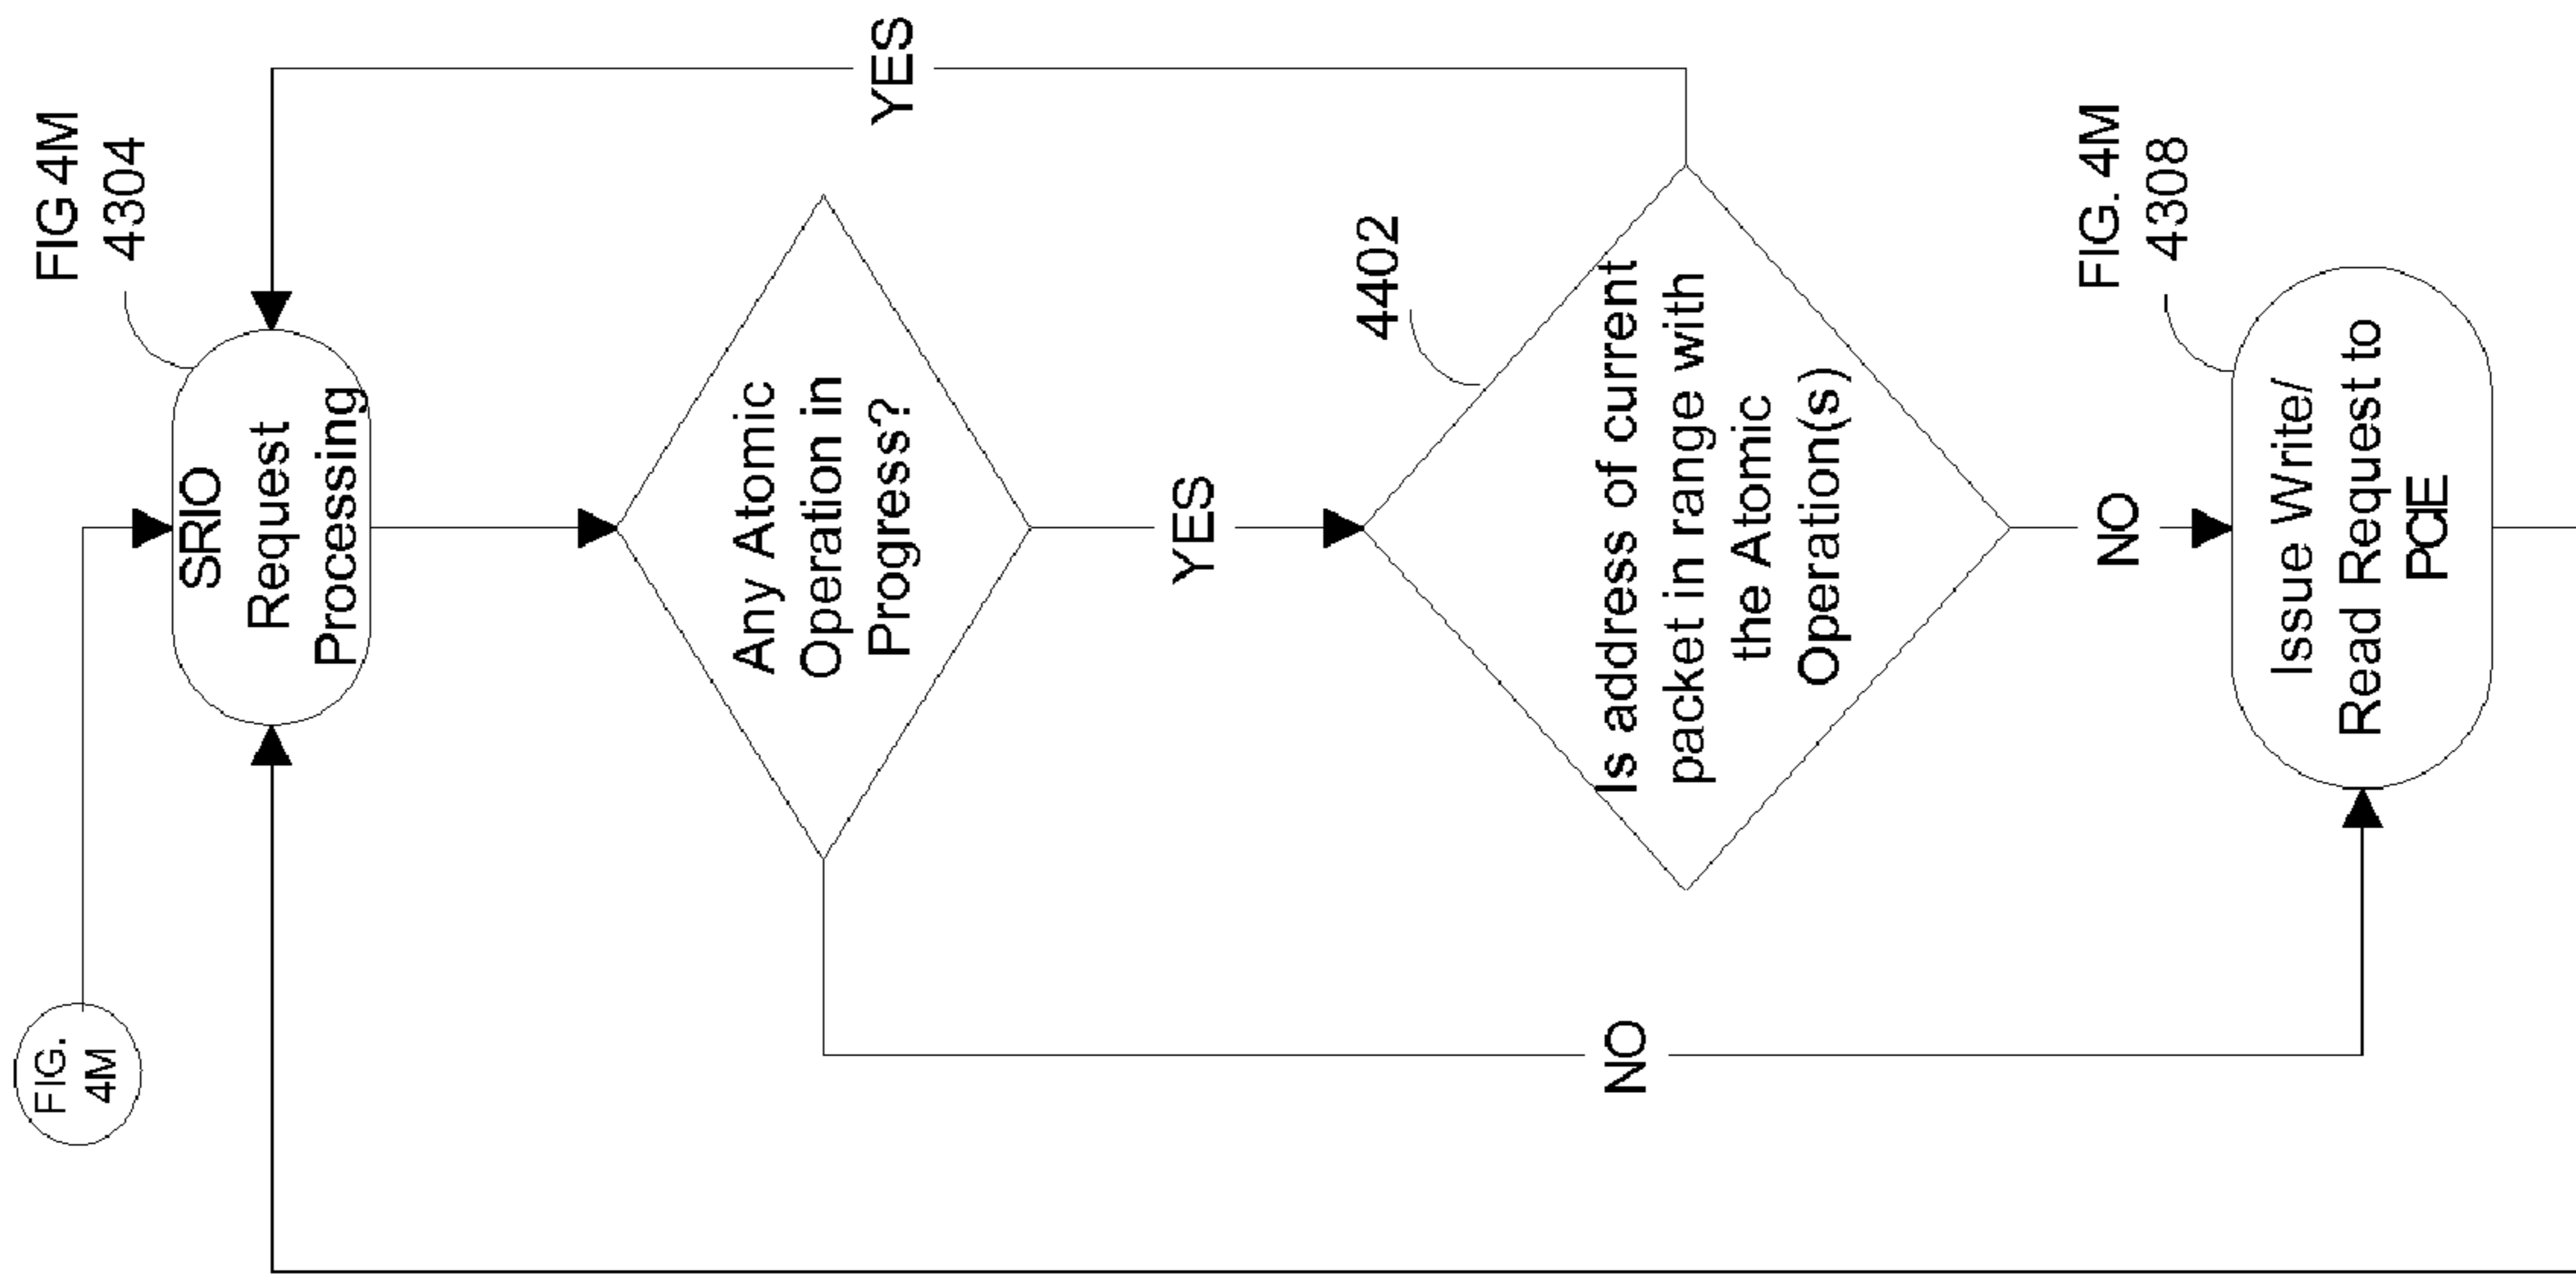 FIG.
4M
FIG 4M
4304
SRIO
Request
Processing
Any Atomic
Operation in
Progress?
YES
YES
4402
Is address of current
packet in range with
the Atomic
Operation(s)
NO
NO
FIG. 4M
4308
Issue Write/
Read Request to
PCIE